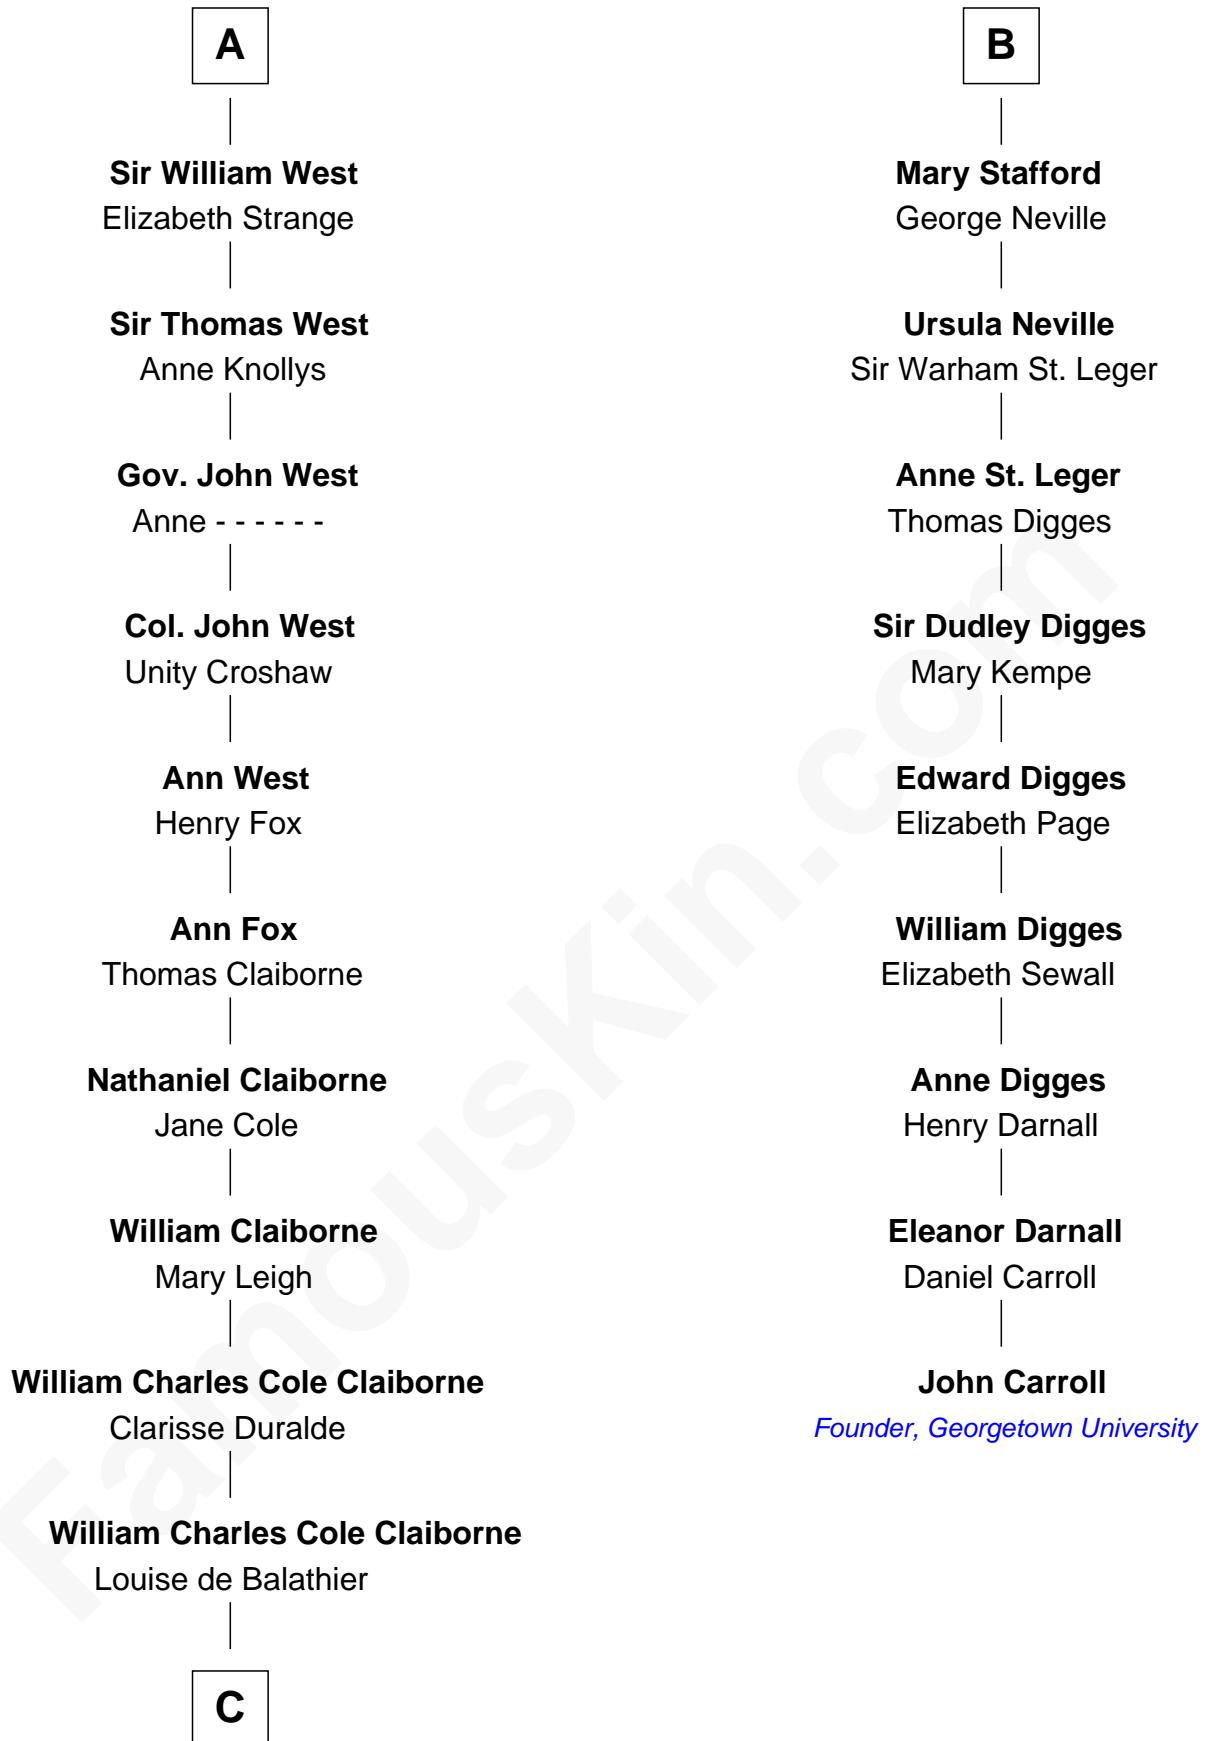 A
Sir William West
Elizabeth Strange
Sir Thomas West
Anne Knollys
Gov. John West
Anne - - - - - -
Col. John West
Unity Croshaw
Ann West
Henry Fox
Ann Fox
Thomas Claiborne
Nathaniel Claiborne
Jane Cole
William Claiborne
Mary Leigh
William Charles Cole Claiborne
Clarisse Duralde
William Charles Cole Claiborne
Louise de Balathier
C
B
Mary Stafford
George Neville
Ursula Neville
Sir Warham St. Leger
Anne St. Leger
Thomas Digges
Sir Dudley Digges
Mary Kempe
Edward Digges
Elizabeth Page
William Digges
Elizabeth Sewall
Anne Digges
Henry Darnall
Eleanor Darnall
Daniel Carroll
John Carroll
Founder, Georgetown University
FamousKin.com